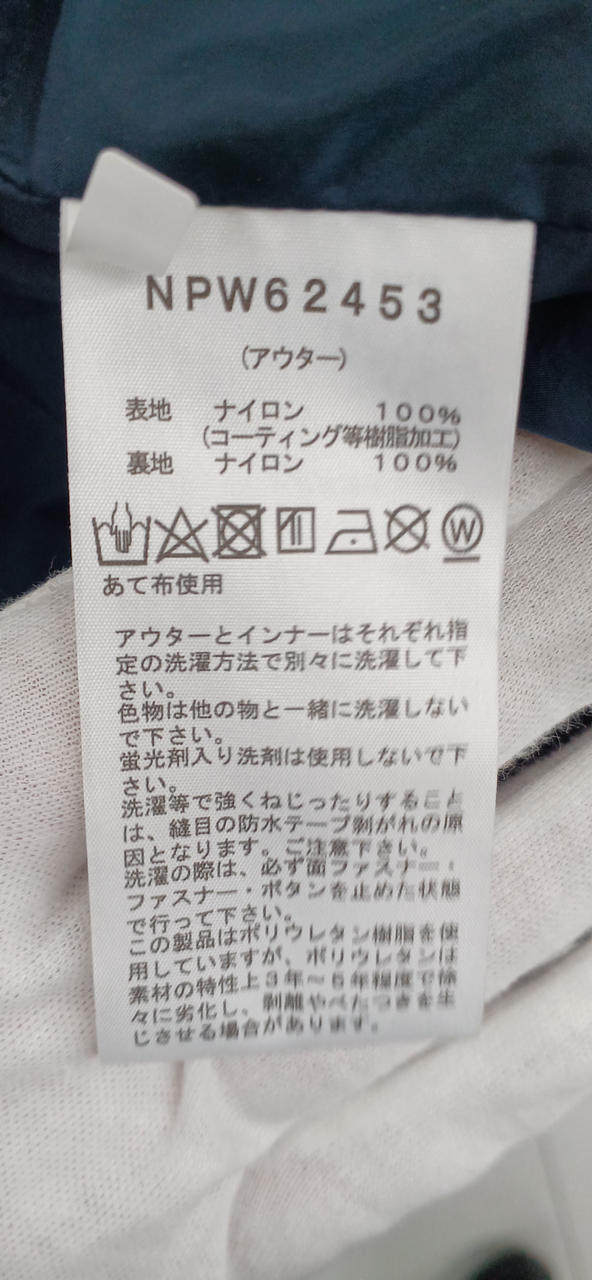 NPW62453
(アウター)
表地 ナイロン 100%
(コーティング等樹脂加工)
裏地 ナイロン 100%
W
あて布使用
アウターとインナーはそれぞれ指
定の洗濯方法で別々に洗濯して下
さい。
色物は他の物と一緒に洗濯しない
で下さい。
蛍光剤入り洗剤は使用しないで下
さい。
洗濯等で強くねじったりすること
は、縫目の防水テープ剥がれの原
因となります。ご注意下さい。
洗濯の際は、必ず面ファスナー・
ファスナー・ボタンを止めた状態
で行って下さい。
この製品はポリウレタン樹脂を使
用していますが、ポリウレタンは
素材の特性上3年~5年程度で除
々に劣化し、剥離やべたつきを生
じさせる場合があります。